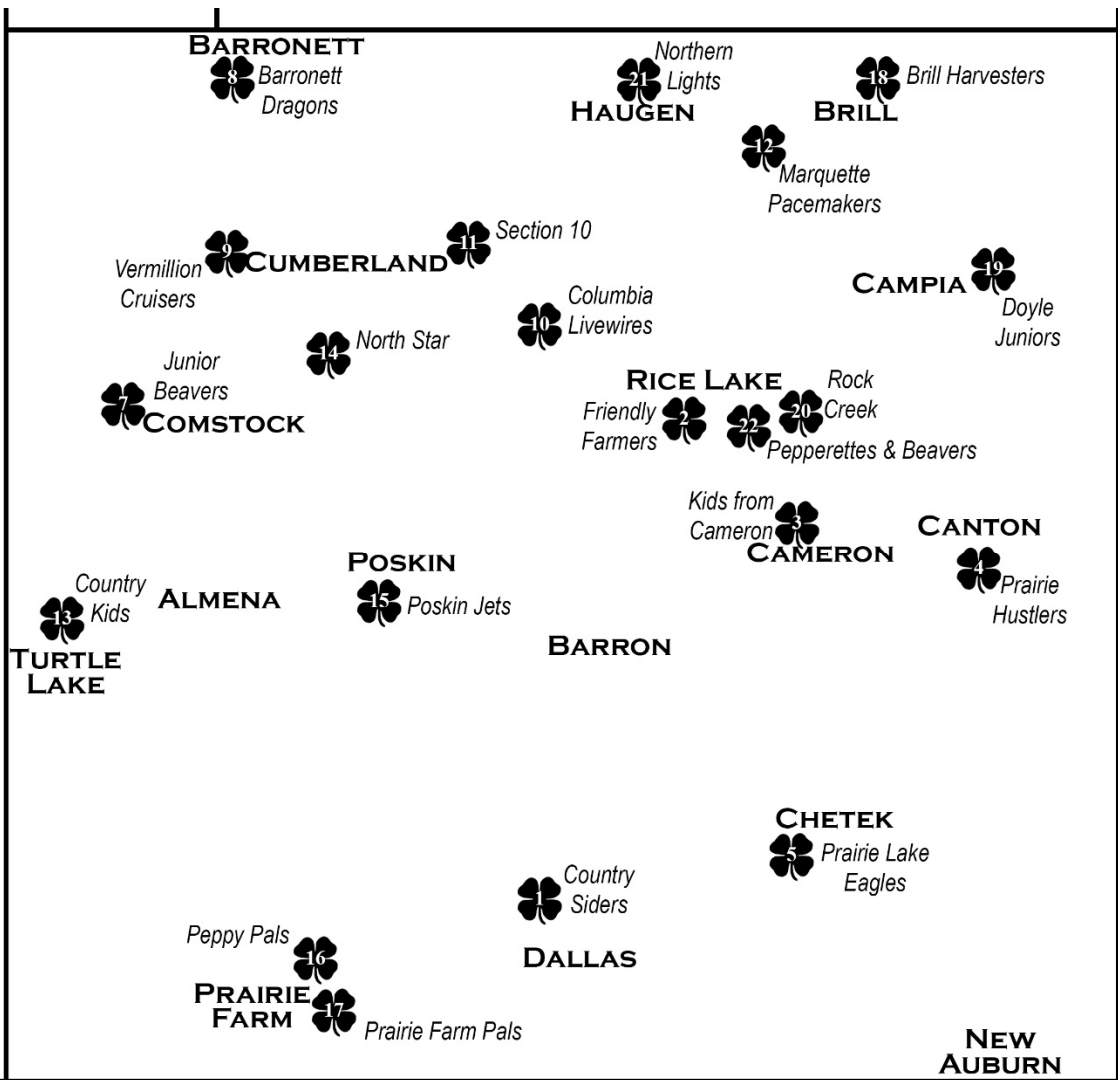 BARRONETT
8
Barronett
Dragons
Northern
21
Lights
HAUGEN
18
Brill Harvesters
BRILL
12
Marquette
Pacemakers
9
Vermillion
Cruisers
CUMBERLAND
11
Section 10
CAMPIA
19
Doyle
Juniors
10
Columbia
Livewires
14
North Star
Junior
Beavers
7
COMSTOCK
RICE LAKE
Friendly
Farmers
2
22
20
Rock
Creek
Pepperettes & Beavers
Kids from
Cameron
3
CAMERON
CANTON
4
Prairie
Hustlers
Country
Kids
13
TURTLE
LAKE
ALMENA
POSKIN
15
Poskin Jets
BARRON
CHETEK
5
Prairie Lake
Eagles
1
Country
Siders
DALLAS
Peppy Pals
16
PRAIRIE
FARM
17
Prairie Farm Pals
NEW
AUBURN